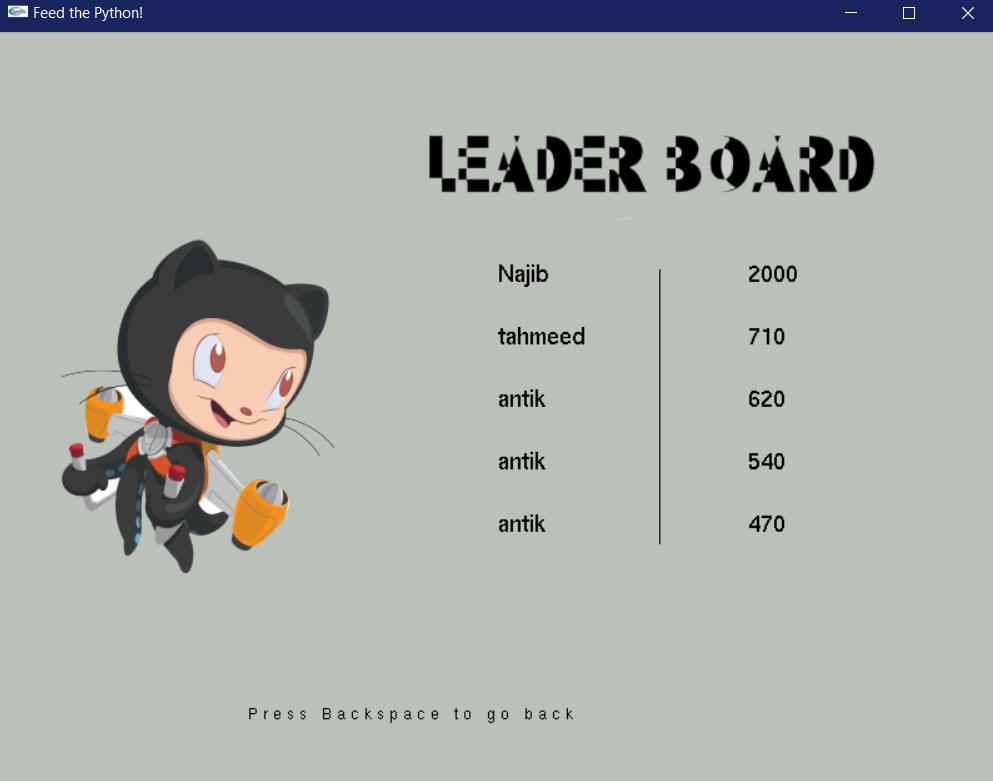 Feed the Python!
LEADER BOARD
Najib 2000
tahmeed 710
antik 620
antik 540
antik 470
Press Backspace to go back